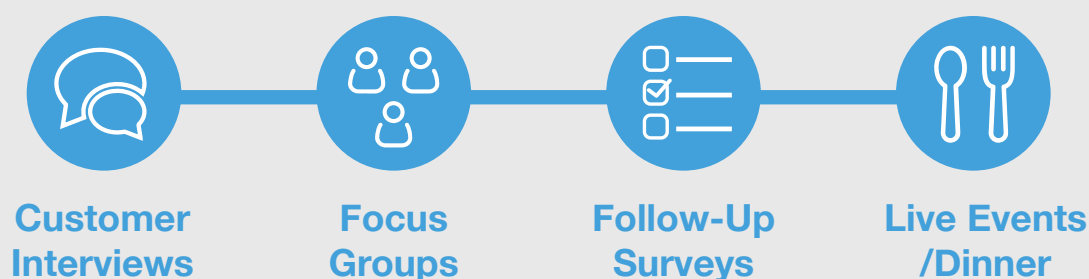 Customer
Interviews
Focus
Groups
Follow-Up
Surveys
Live Events
/Dinner